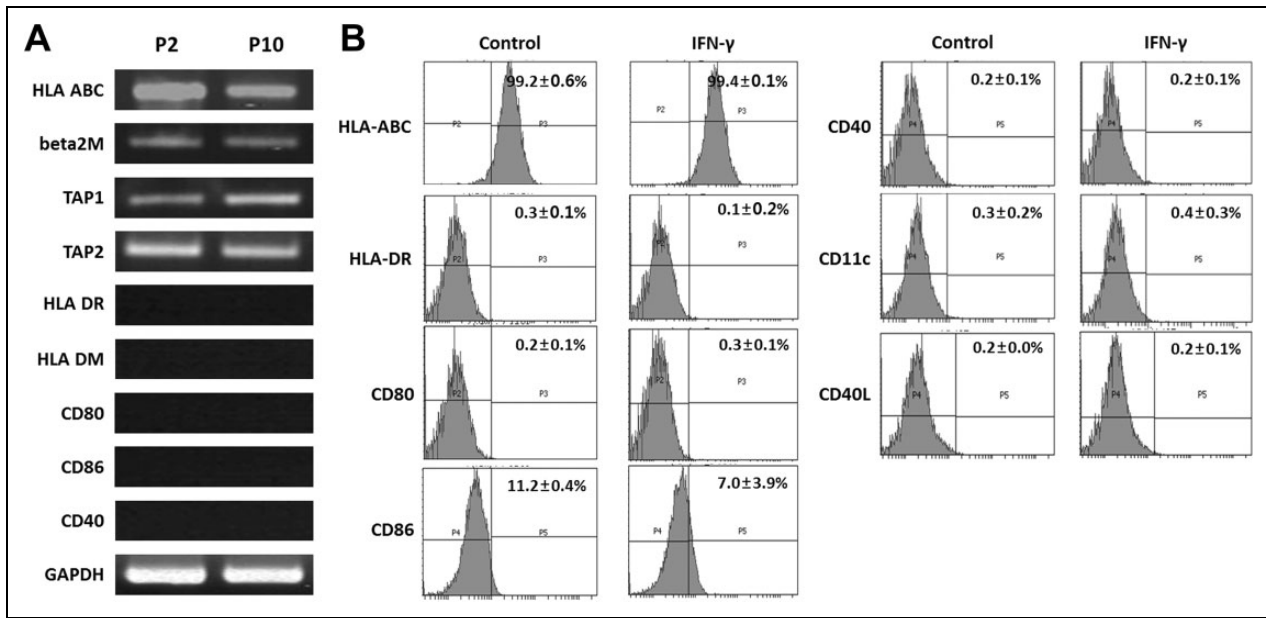 A
P2 P10
HLA ABC
beta2M
TAP1
TAP2
HLA DR
HLA DM
CD80
CD86
CD40
GAPDH
B
Control IFN-γ
HLA-ABC
99.2±0.6%
P2 P3
99.4±0.1%
P2 P3
HLA-DR
0.3±0.1%
P2 P3
0.1±0.2%
P2 P3
CD80
0.2±0.1%
P2 P3
0.3±0.1%
P2 P3
CD86
11.2±0.4%
P4 P5
7.0±3.9%
P4 P5
Control IFN-γ
CD40
0.2±0.1%
P4 P5
0.2±0.1%
P4 P5
CD11c
0.3±0.2%
P4 P5
0.4±0.3%
P4 P5
CD40L
0.2±0.0%
P4 P5
0.2±0.1%
P4 P5